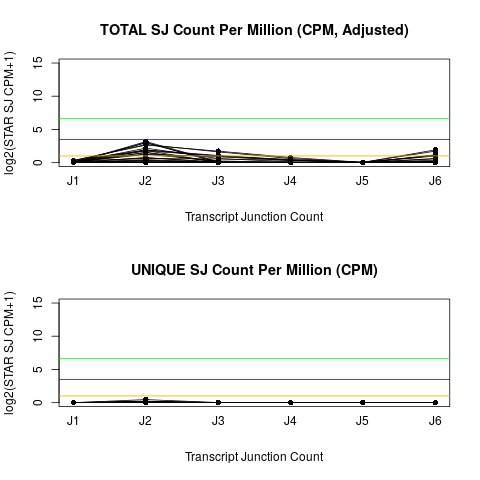 TOTAL SJ Count Per Million (CPM, Adjusted)
log2(STAR SJ CPM+1)
15
10
5
0
J1 J2 J3 J4 J5 J6
Transcript Junction Count
UNIQUE SJ Count Per Million (CPM)
log2(STAR SJ CPM+1)
15
10
5
0
J1 J2 J3 J4 J5 J6
Transcript Junction Count